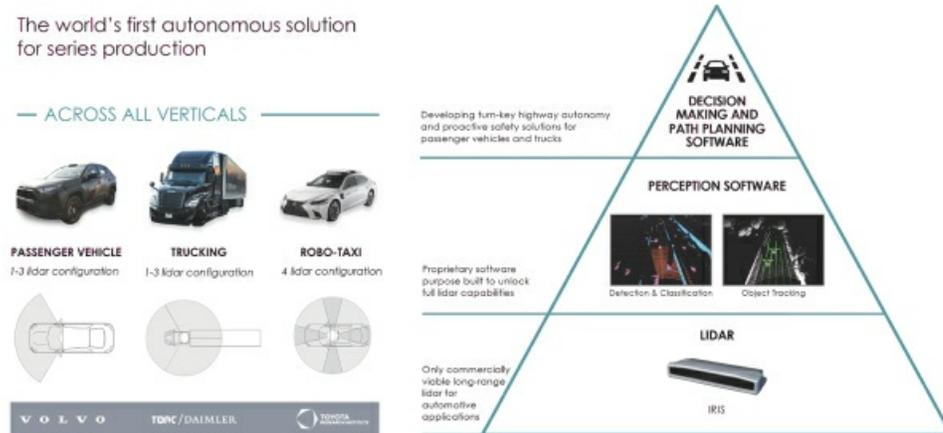 The world's first autonomous solution
for series production
ACROSS ALL VERTICALS
PASSENGER VEHICLE
1-3 lidar configuration
TRUCKING
1-3 lidar configuration
ROBO-TAXI
4 lidar configuration
VOLVO
TORC/DAIMLER
TOYOTA
RESEARCH INSTITUTE
DECISION
MAKING AND
PATH PLANNING
SOFTWARE
Developing turn-key highway autonomy
and proactive safety solutions for
passenger vehicles and trucks
PERCEPTION SOFTWARE
Detection & Classification
Object Tracking
Proprietary software
purpose built to unlock
full lidar capabilities
LIDAR
Only commercially
viable long-range
lidar for
automotive
applications
IRIS